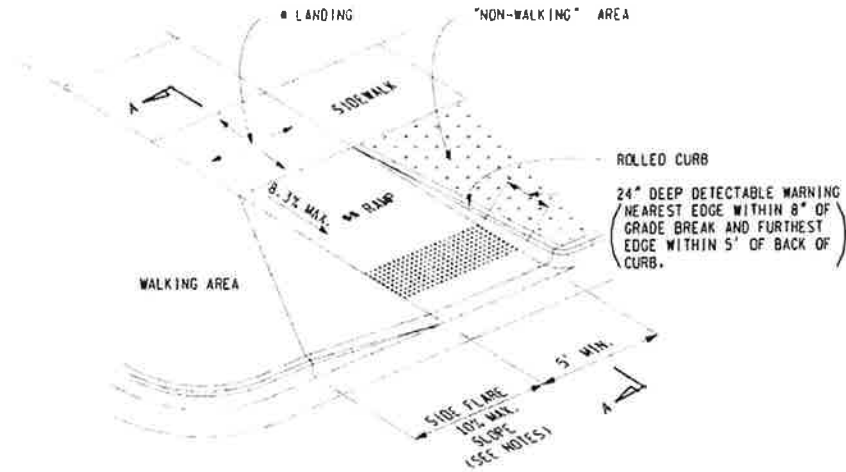 * LANDING
"NON-WALKING" AREA
A
SIDEWALK
ROLLED CURB
24" DEEP DETECTABLE WARNING
NEAREST EDGE WITHIN 8" OF
GRADE BREAK AND FURTHEST
EDGE WITHIN 5' OF BACK OF
CURB.
8.3% MAX.
** RAMP
WALKING AREA
5' MIN.
SIDE FLARE
10% MAX.
SLOPE
(SEE NOTES)
A